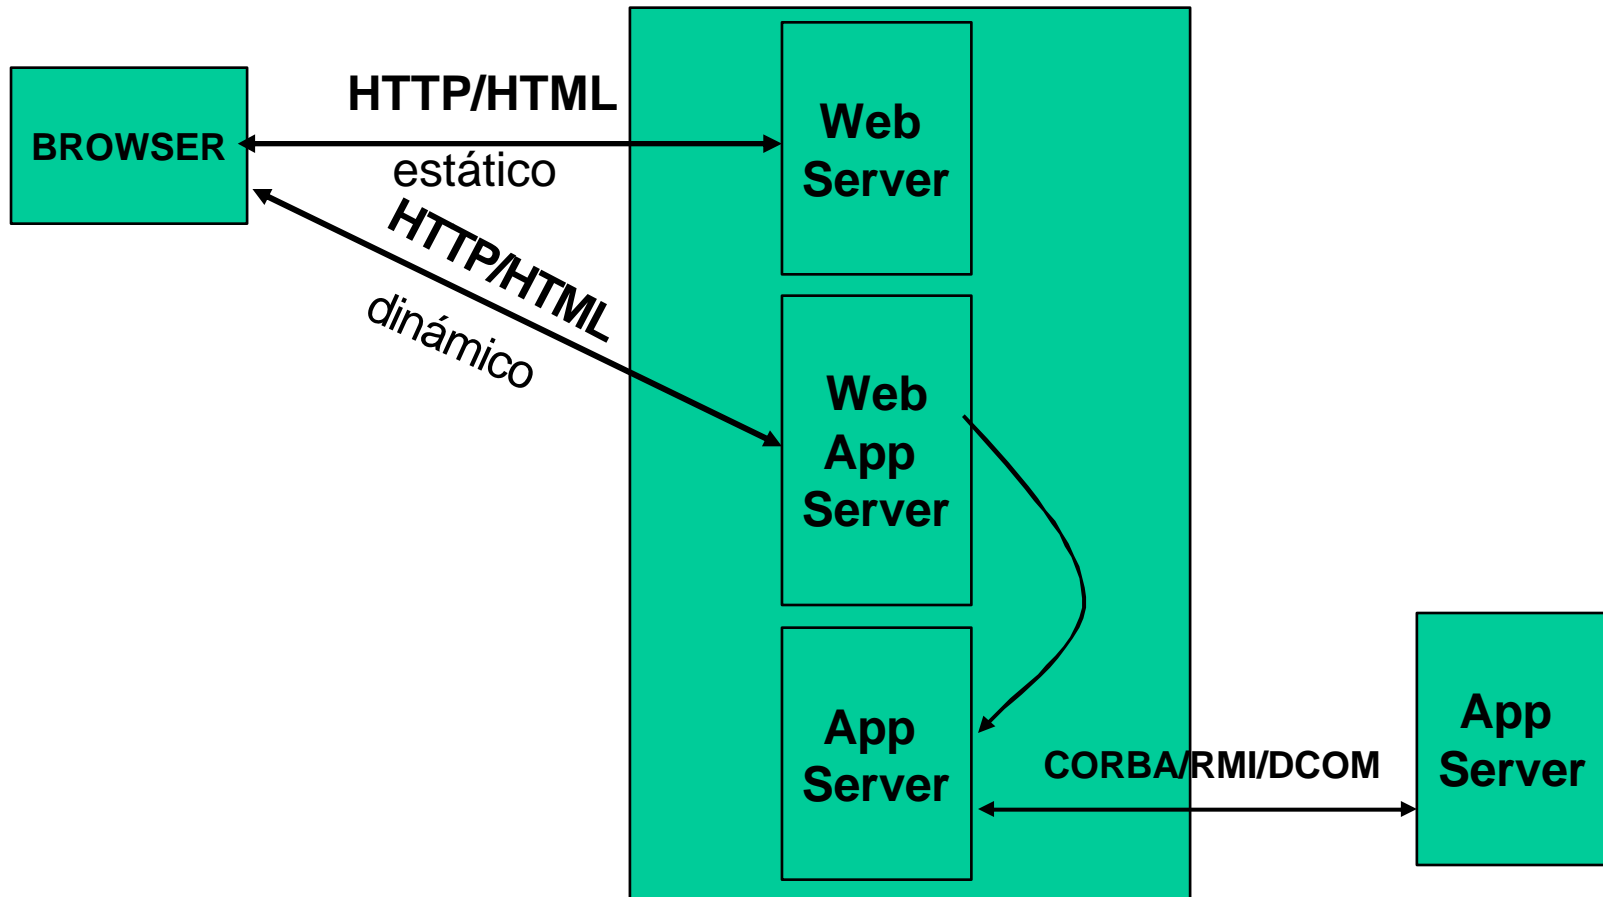 BROWSER
HTTP/HTML
estático
HTTP/HTML
dinámico
Web
Server
Web
App
Server
App
Server
CORBA/RMI/DCOM
App
Server